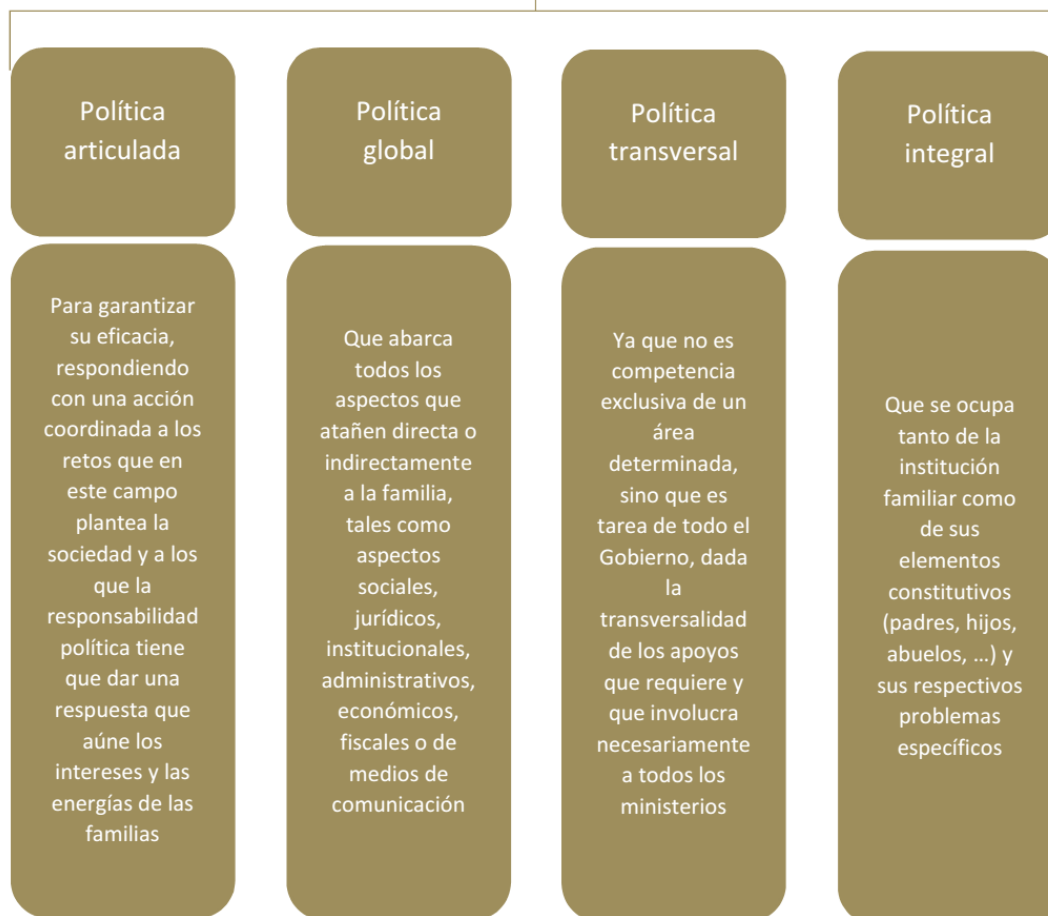 Política
articulada
Política
global
Política
transversal
Política
integral
Para garantizar
su eficacia,
respondiendo
con una acción
coordinada a los
retos que en
este campo
plantea la
sociedad y a los
que la
responsabilidad
política tiene
que dar una
respuesta que
aúne los
intereses y las
energías de las
familias
Que abarca
todos los
aspectos que
atañen directa o
indirectamente
a la familia,
tales como
aspectos
sociales,
jurídicos,
institucionales,
administrativos,
económicos,
fiscales o de
medios de
comunicación
Ya que no es
competencia
exclusiva de un
área
determinada,
sino que es
tarea de todo el
Gobierno, dada
la
transversalidad
de los apoyos
que requiere y
que involucra
necesariamente
a todos los
ministerios
Que se ocupa
tanto de la
institución
familiar como
de sus
elementos
constitutivos
(padres, hijos,
abuelos, ...) y
sus respectivos
problemas
específicos